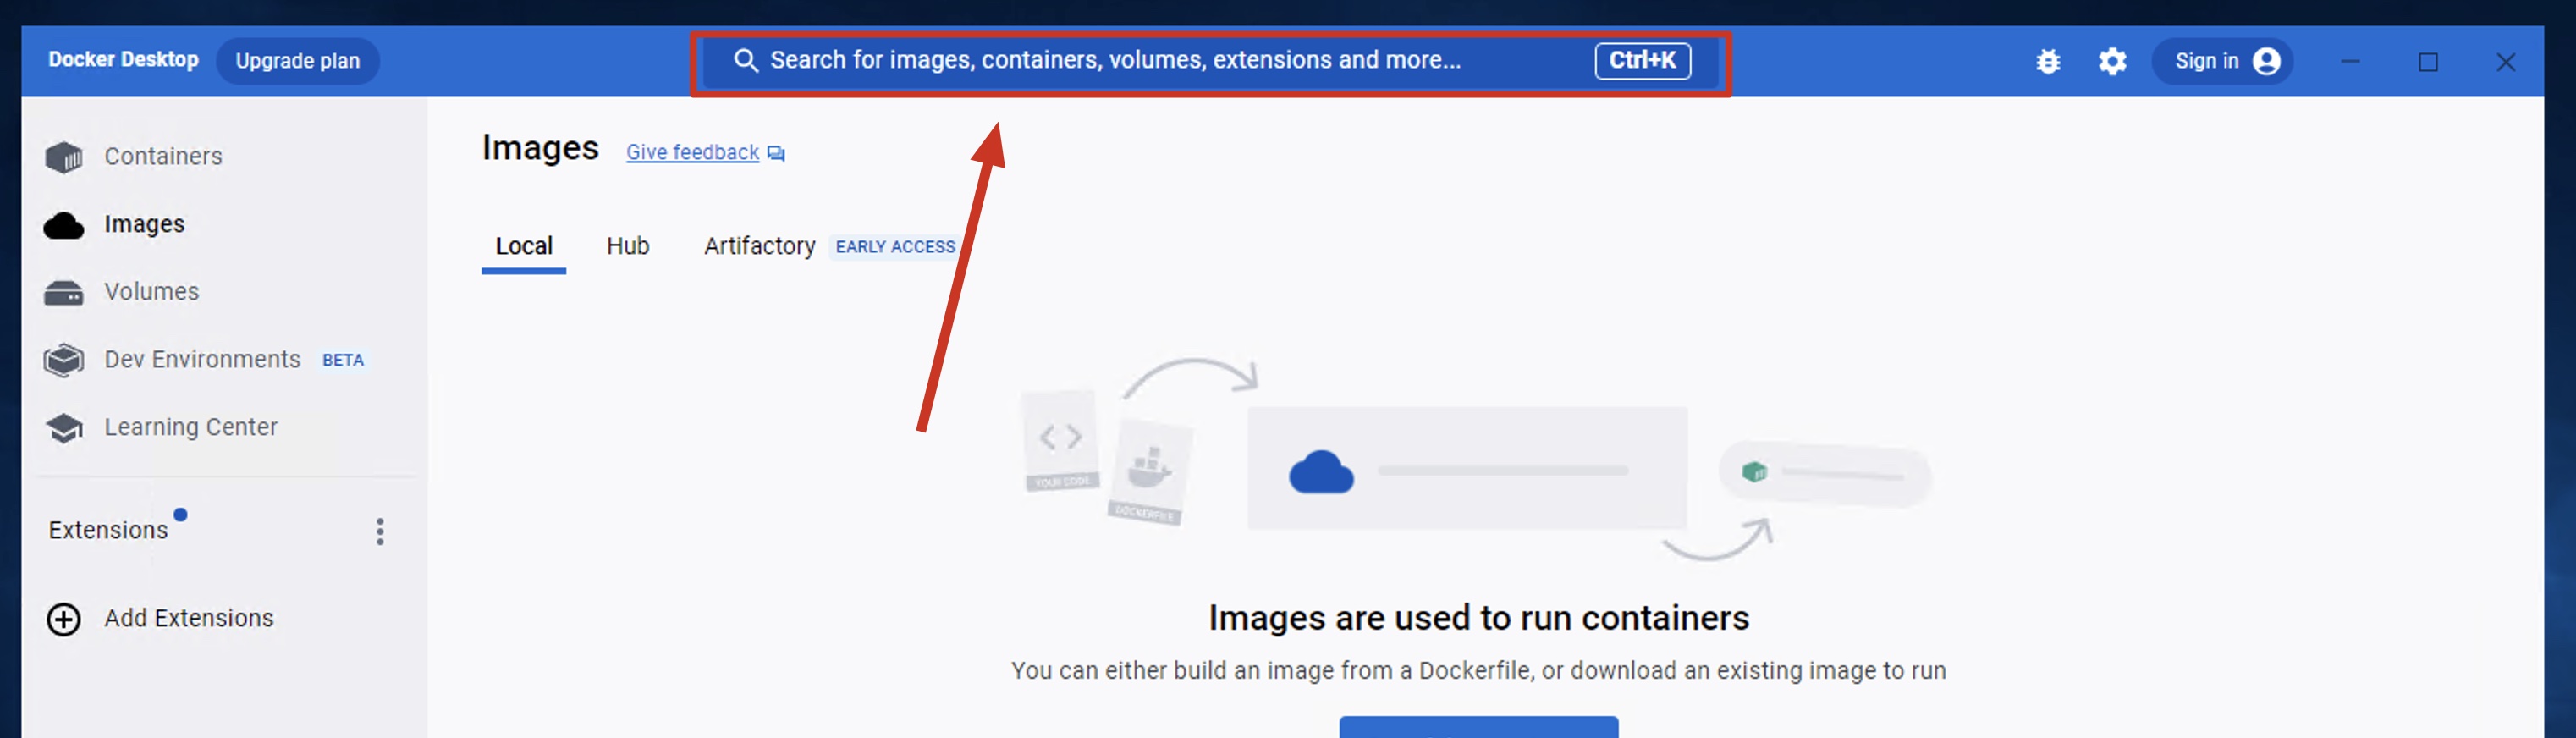 Docker Desktop
Upgrade plan
Search for images, containers, volumes, extensions and more...
Ctrl+K
Sign in
Containers
Images
Volumes
Dev Environments BETA
Learning Center
Extensions
Add Extensions
Images Give feedback
Local Hub Artifactory EARLY ACCESS
YOUR CODE
DOCKERFILE
Images are used to run containers
You can either build an image from a Dockerfile, or download an existing image to run